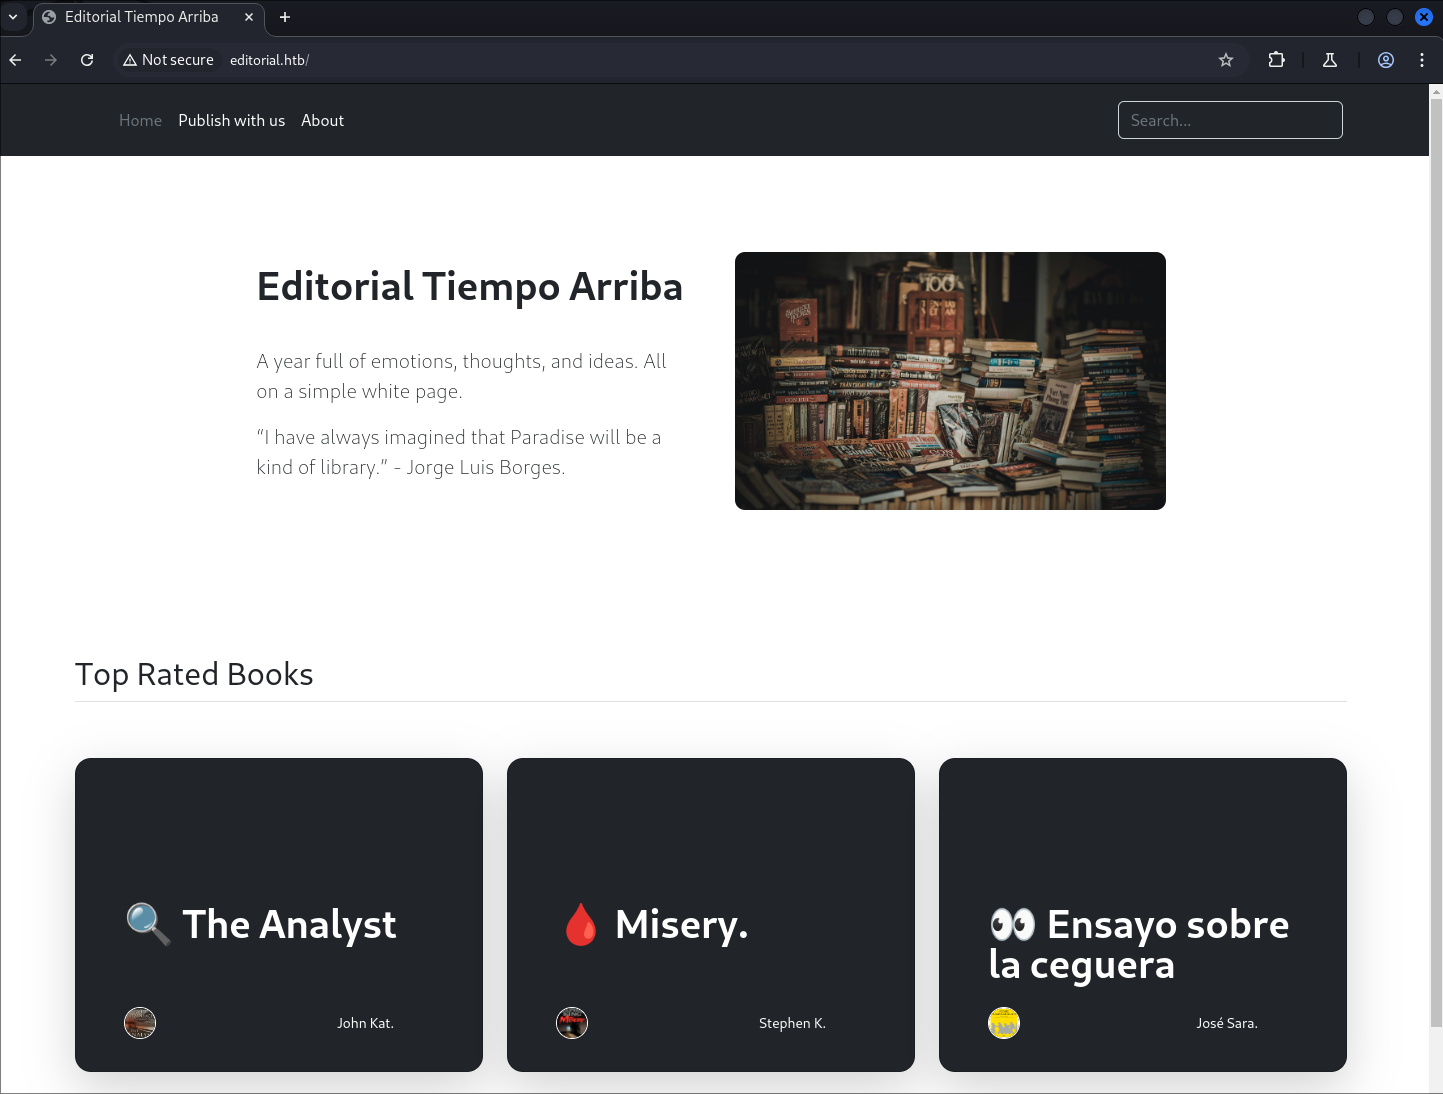 Editorial Tiempo Arriba
Not secure editorial.htb/
Home Publish with us About Search...
Editorial Tiempo Arriba
A year full of emotions, thoughts, and ideas. All
on a simple white page.
“I have always imagined that Paradise will be a
kind of library.” - Jorge Luis Borges.
Top Rated Books
The Analyst
John Kat.
Misery.
Stephen K.
Ensayo sobre
la ceguera
José Sara.